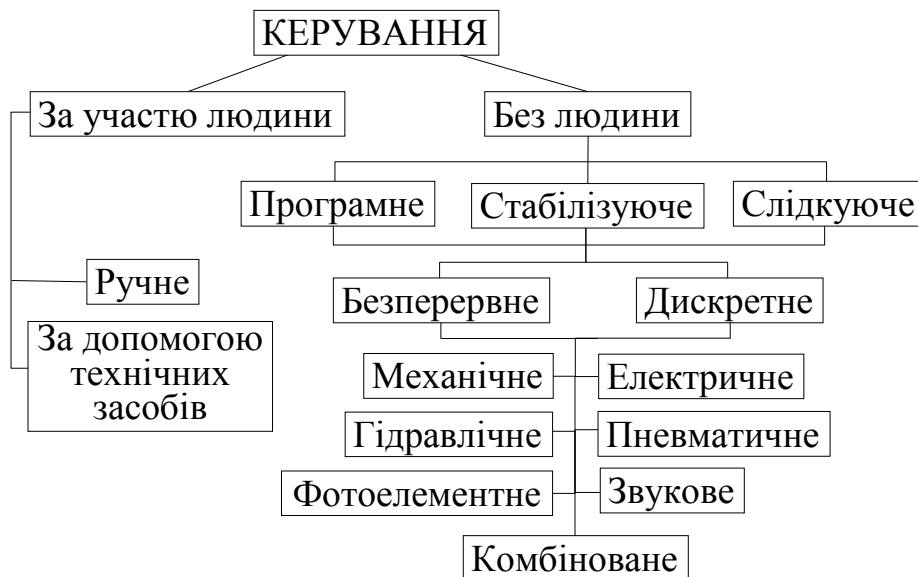 КЕРУВАННЯ
За участю людини
Без людини
Програмне
Стабілізуюче
Слідкуюче
Ручне
Безперервне
Дискретне
За допомогою
технічних
засобів
Механічне
Електричне
Гідравлічне
Пневматичне
Фотоелементне
Звукове
Комбіноване